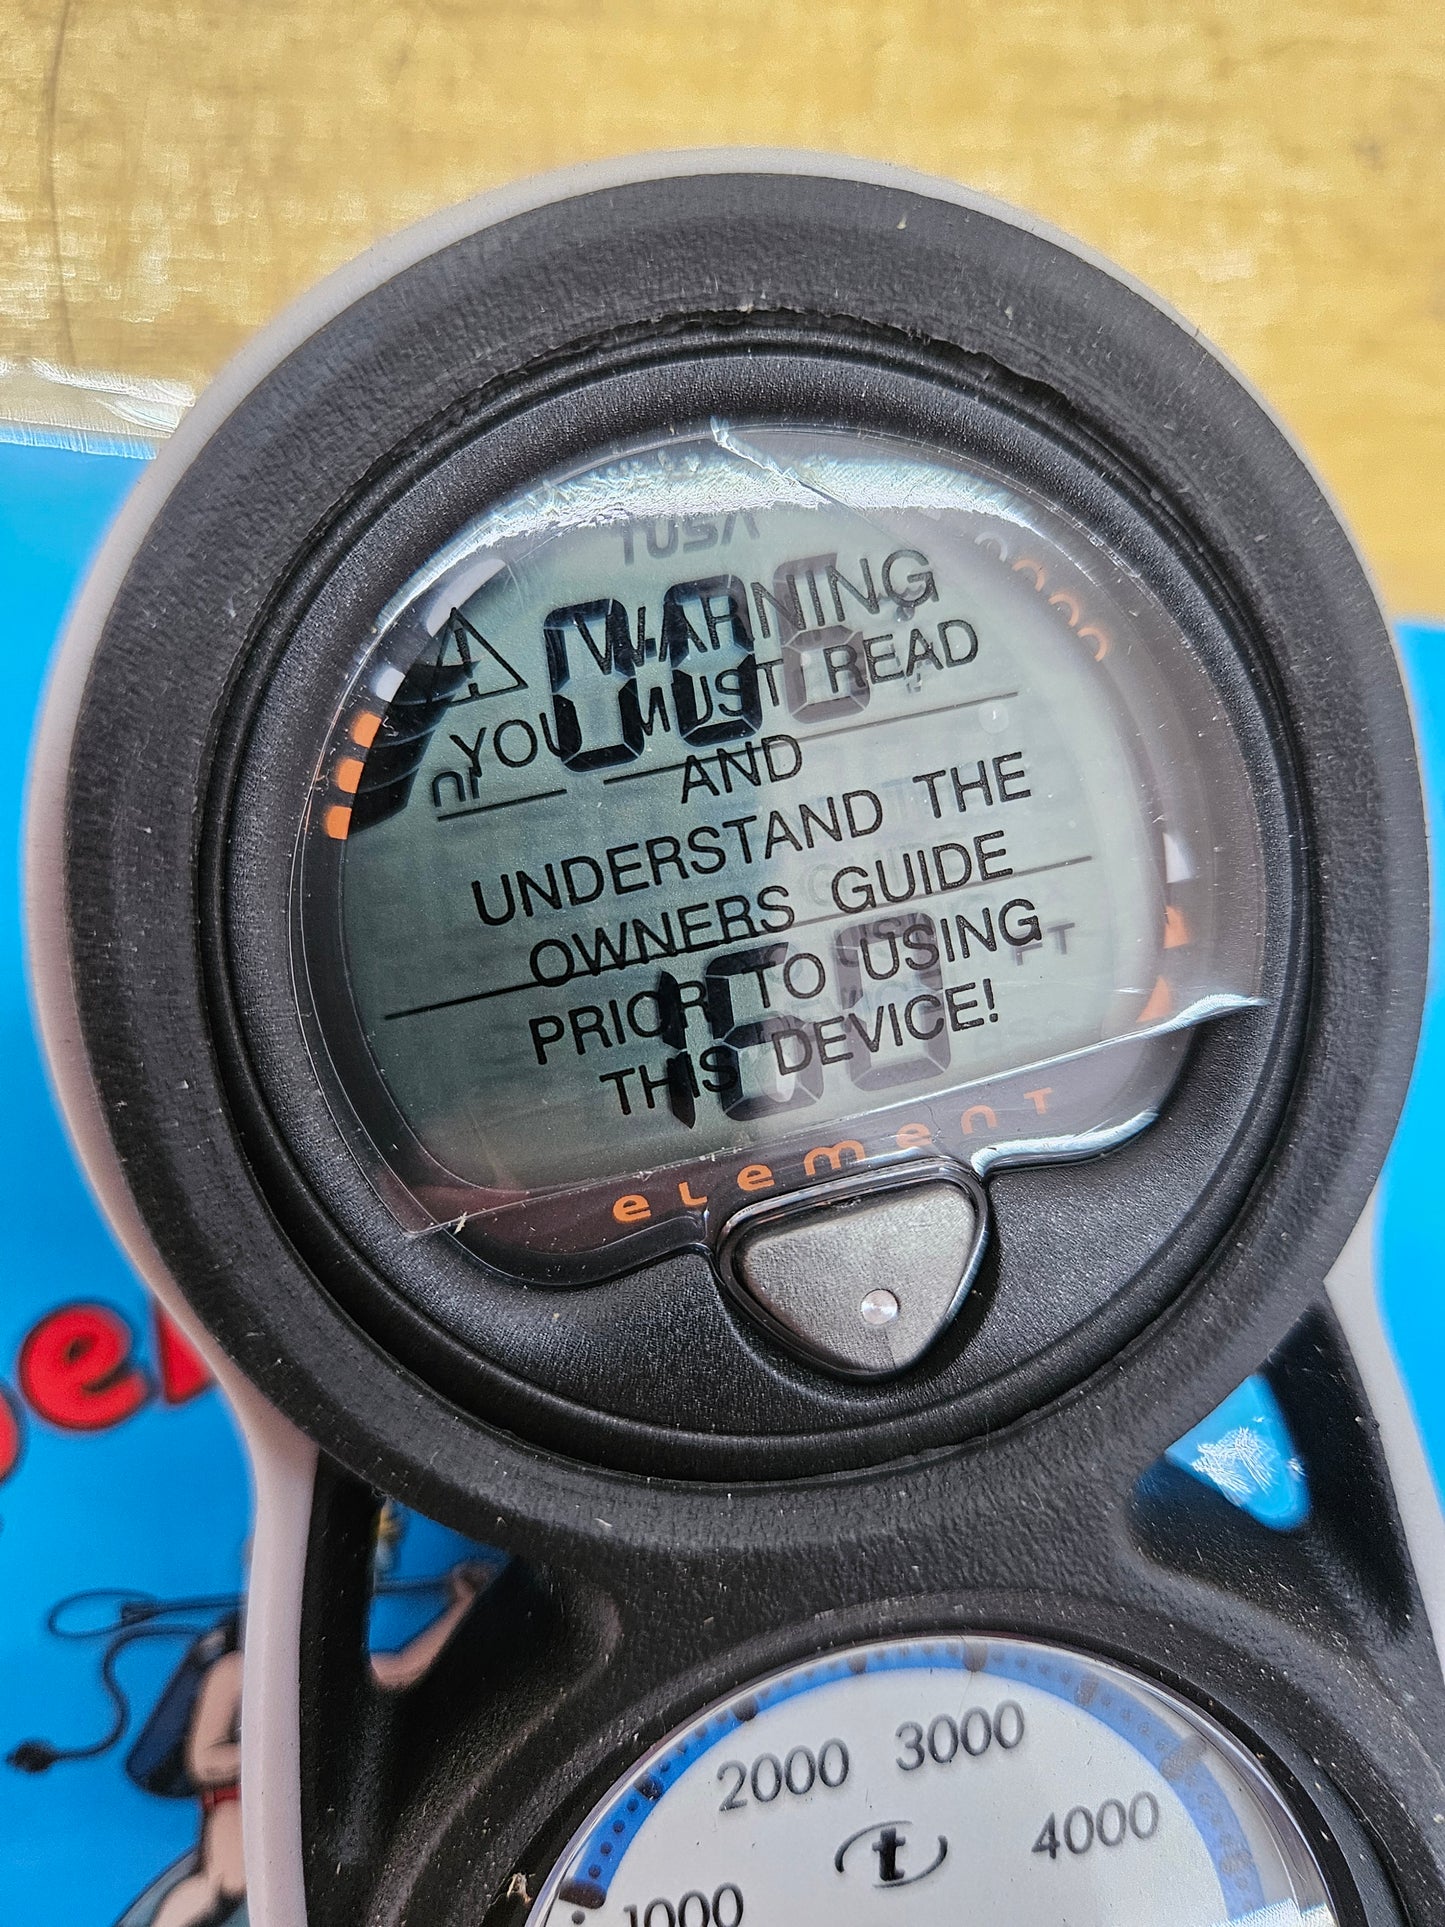 TUSA
WARNING
YOU MUST READ
AND
UNDERSTAND THE
OWNERS GUIDE
PRIOR TO USING
THIS DEVICE!
FT
element
2000 3000
4000
1000
t